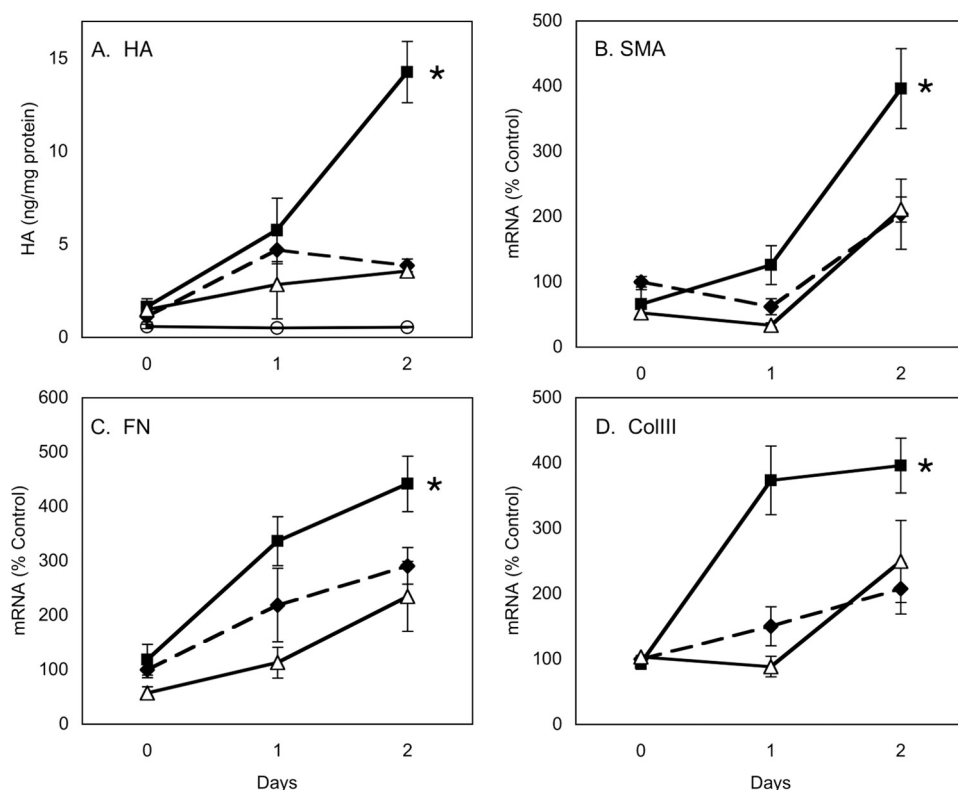 A. HA
HA (ng/mg protein)
15
10
5
0
*
0 1 2
B. SMA
mRNA (% Control)
500
400
300
200
100
0
*
0 1 2
C. FN
mRNA (% Control)
600
500
400
300
200
100
0
*
0 1 2
Days
D. ColIII
mRNA (% Control)
500
400
300
200
100
0
*
0 1 2
Days